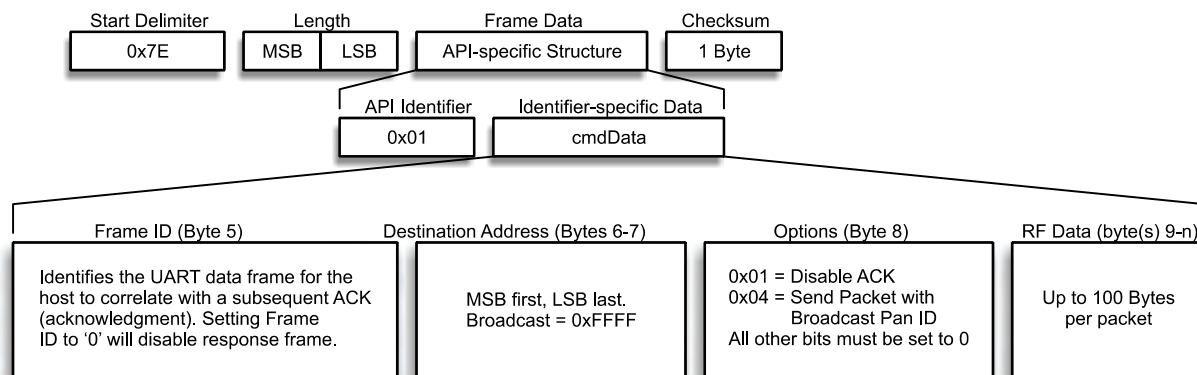 Start Delimiter
Length
Frame Data
Checksum
0x7E
MSB
LSB
API-specific Structure
1 Byte
API Identifier
Identifier-specific Data
0x01
cmdData
Frame ID (Byte 5)
Destination Address (Bytes 6-7)
Options (Byte 8)
RF Data (byte(s) 9-n)
Identifies the UART data frame for the
host to correlate with a subsequent ACK
(acknowledgment). Setting Frame
ID to ‘0’ will disable response frame.
MSB first, LSB last.
Broadcast = 0xFFFF
0x01 = Disable ACK
0x04 = Send Packet with
Broadcast Pan ID
All other bits must be set to 0
Up to 100 Bytes
per packet